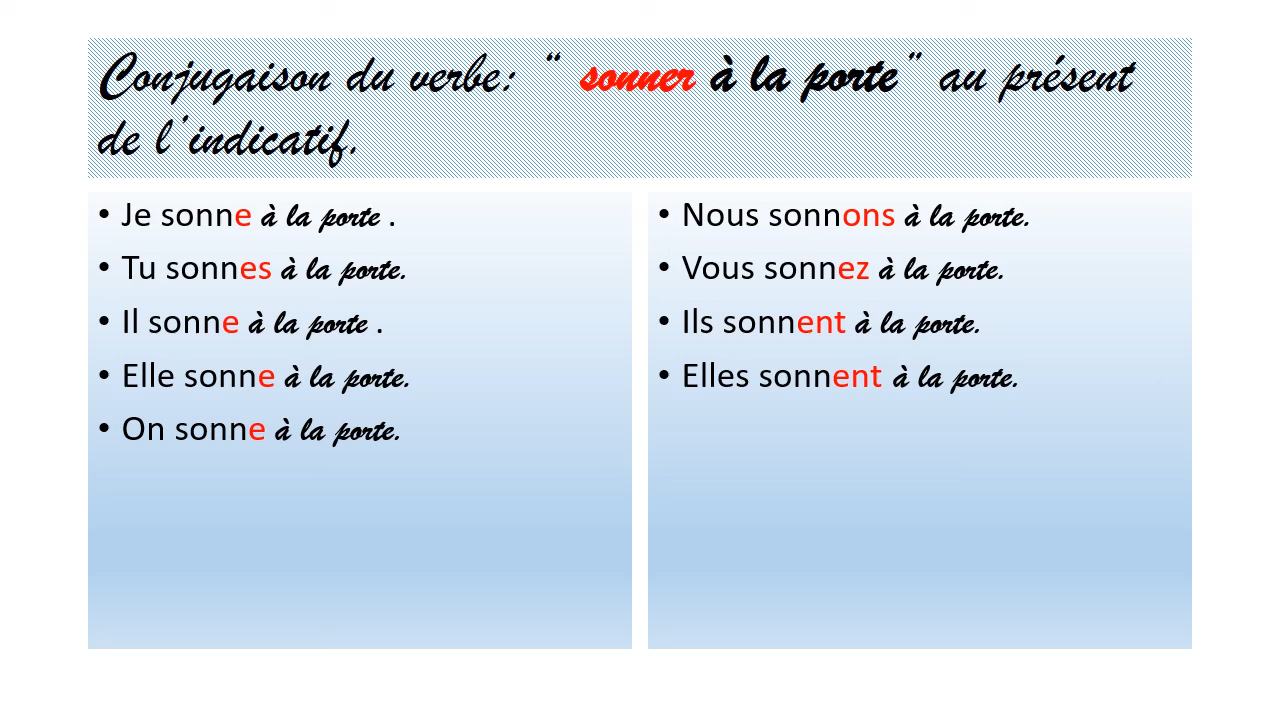 Conjugaison du verbe: “ sonner à la porte” au présent
de l’indicatif.
• Je sonne à la porte .
• Tu sonnes à la porte.
• Il sonne à la porte .
• Elle sonne à la porte.
• On sonne à la porte.
• Nous sonnons à la porte.
• Vous sonnez à la porte.
• Ils sonnent à la porte.
• Elles sonnent à la porte.